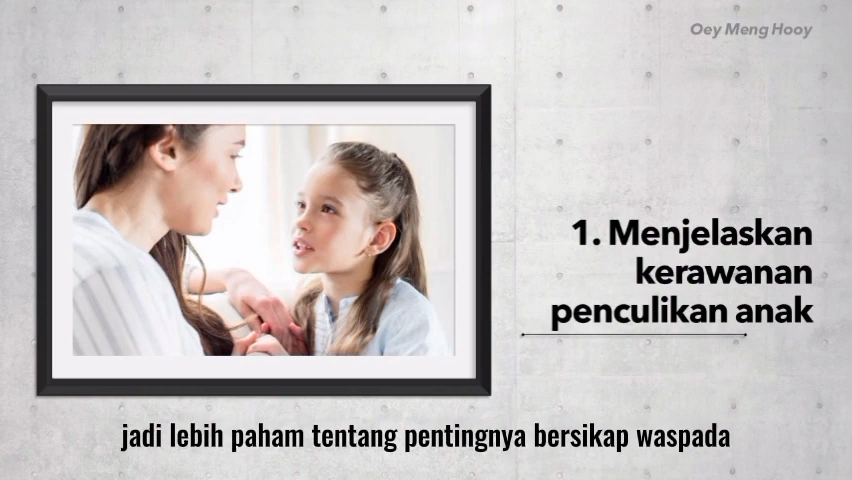 Oey Meng Hooy
1. Menjelaskan
kerawanan
penculikan anak
jadi lebih paham tentang pentingnya bersikap waspada